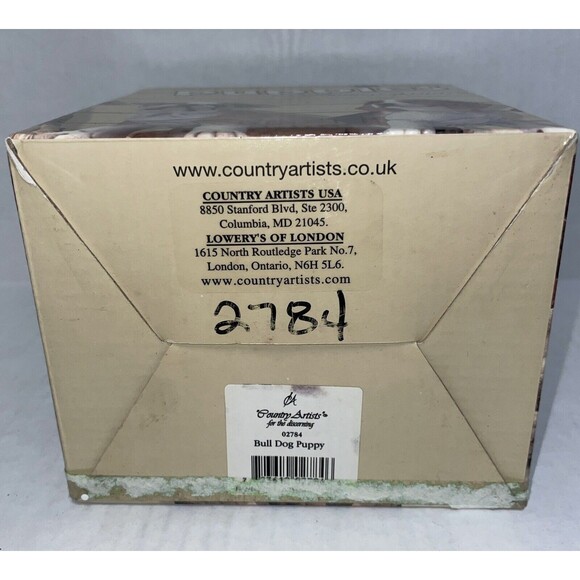 www.countryartists.co.uk
COUNTRY ARTISTS USA
8850 Stanford Blvd, Ste 2300,
Columbia, MD 21045.
LOWERY'S OF LONDON
1615 North Routledge Park No.7,
London, Ontario, N6H 5L6.
www.countryartists.com
2784
CA
"Country Artists"
for the discerning
02784
Bull Dog Puppy